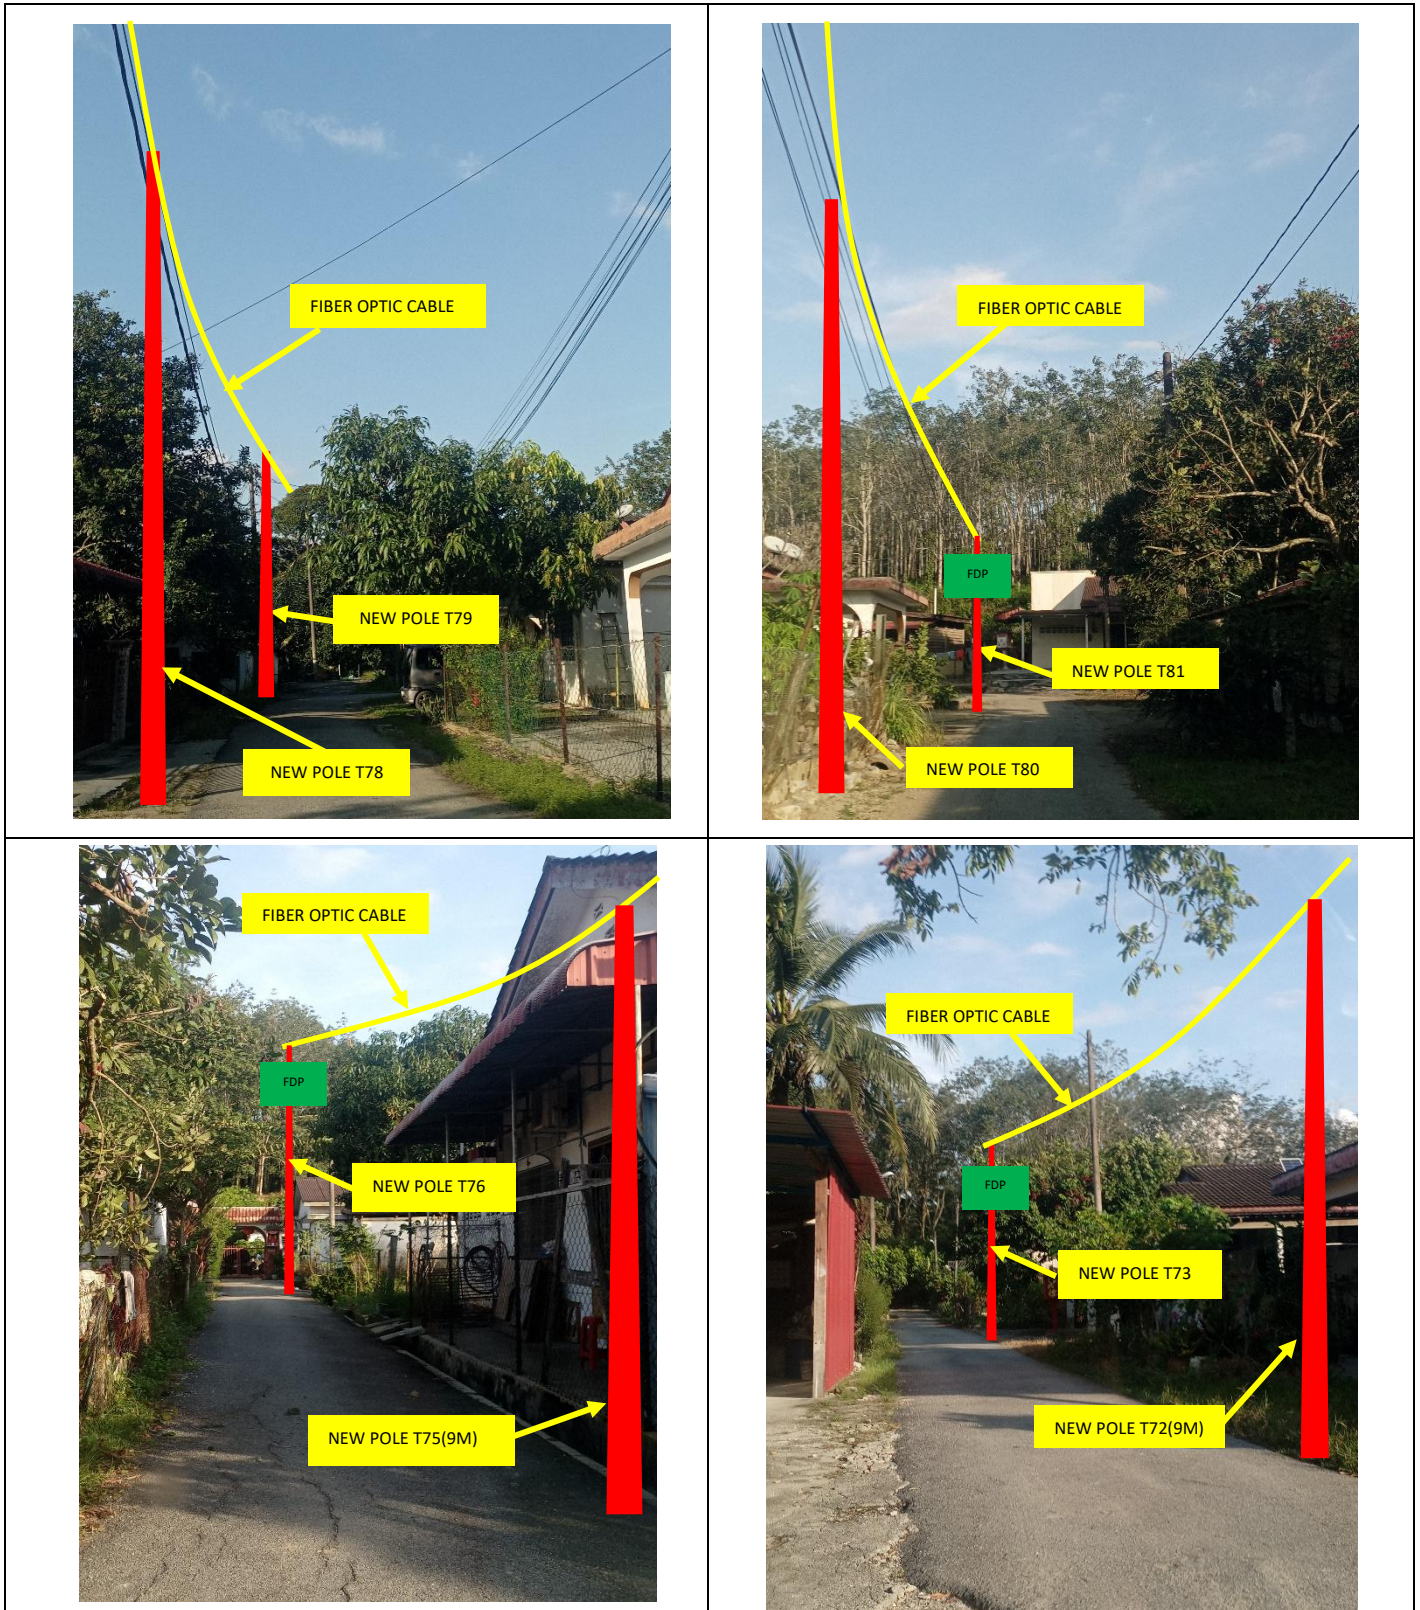 FIBER OPTIC CABLE
NEW POLE T79
NEW POLE T78
FIBER OPTIC CABLE
FDP
NEW POLE T81
NEW POLE T80
FIBER OPTIC CABLE
FDP
NEW POLE T76
NEW POLE T75(9M)
FIBER OPTIC CABLE
FDP
NEW POLE T73
NEW POLE T72(9M)